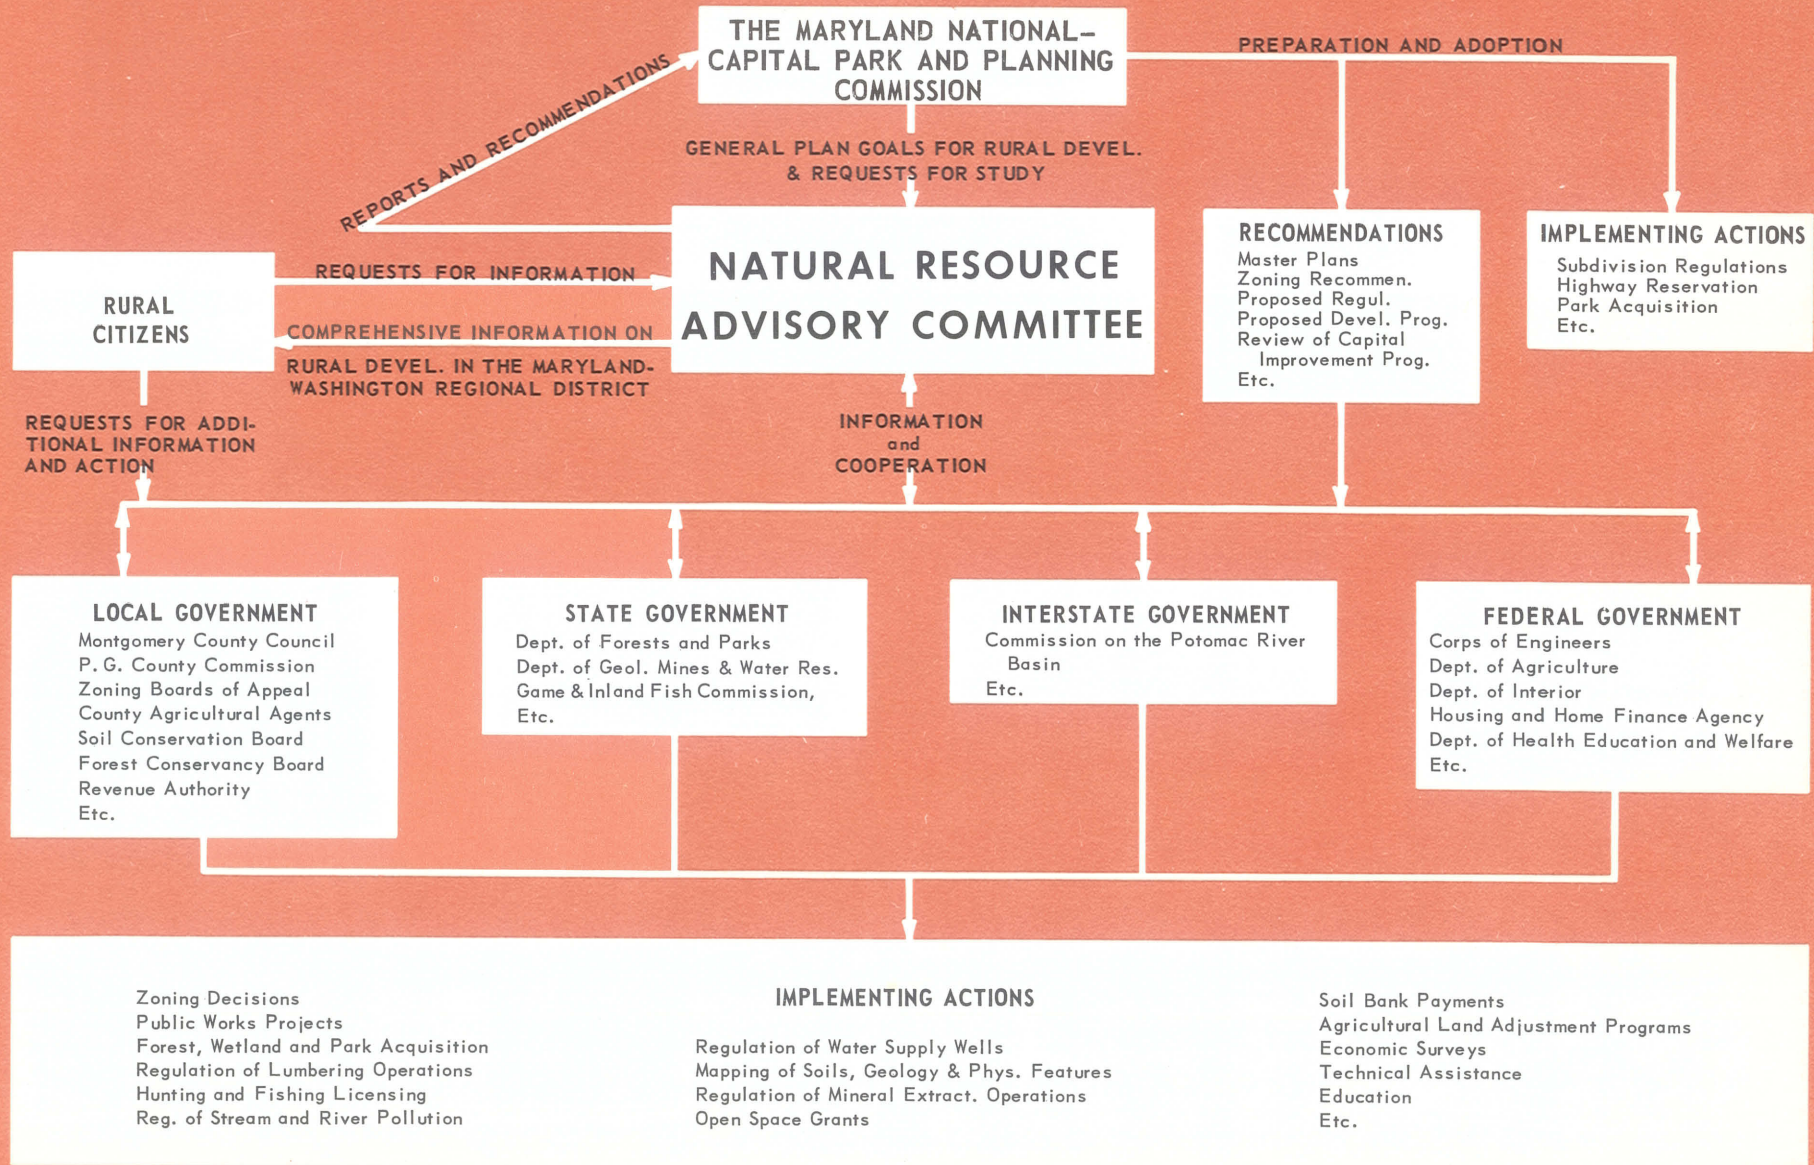 THE MARYLAND NATIONAL-
CAPITAL PARK AND PLANNING
COMMISSION
PREPARATION AND ADOPTION
REPORTS AND RECOMMENDATIONS
GENERAL PLAN GOALS FOR RURAL DEVEL.
& REQUESTS FOR STUDY
RURAL
CITIZENS
REQUESTS FOR INFORMATION
COMPREHENSIVE INFORMATION ON
RURAL DEVEL. IN THE MARYLAND-
WASHINGTON REGIONAL DISTRICT
NATURAL RESOURCE
ADVISORY COMMITTEE
RECOMMENDATIONS
Master Plans
Zoning Recommen.
Proposed Regul.
Proposed Devel. Prog.
Review of Capital
Improvement Prog.
Etc.
IMPLEMENTING ACTIONS
Subdivision Regulations
Highway Reservation
Park Acquisition
Etc.
REQUESTS FOR ADDI-
TIONAL INFORMATION
AND ACTION
INFORMATION
and
COOPERATION
LOCAL GOVERNMENT
Montgomery County Council
P. G. County Commission
Zoning Boards of Appeal
County Agricultural Agents
Soil Conservation Board
Forest Conservancy Board
Revenue Authority
Etc.
STATE GOVERNMENT
Dept. of Forests and Parks
Dept. of Geol. Mines & Water Res.
Game & Inland Fish Commission,
Etc.
INTERSTATE GOVERNMENT
Commission on the Potomac River
Basin
Etc.
FEDERAL GOVERNMENT
Corps of Engineers
Dept. of Agriculture
Dept. of Interior
Housing and Home Finance Agency
Dept. of Health Education and Welfare
Etc.
IMPLEMENTING ACTIONS
Zoning Decisions
Public Works Projects
Forest, Wetland and Park Acquisition
Regulation of Lumbering Operations
Hunting and Fishing Licensing
Reg. of Stream and River Pollution
Regulation of Water Supply Wells
Mapping of Soils, Geology & Phys. Features
Regulation of Mineral Extract. Operations
Open Space Grants
Soil Bank Payments
Agricultural Land Adjustment Programs
Economic Surveys
Technical Assistance
Education
Etc.